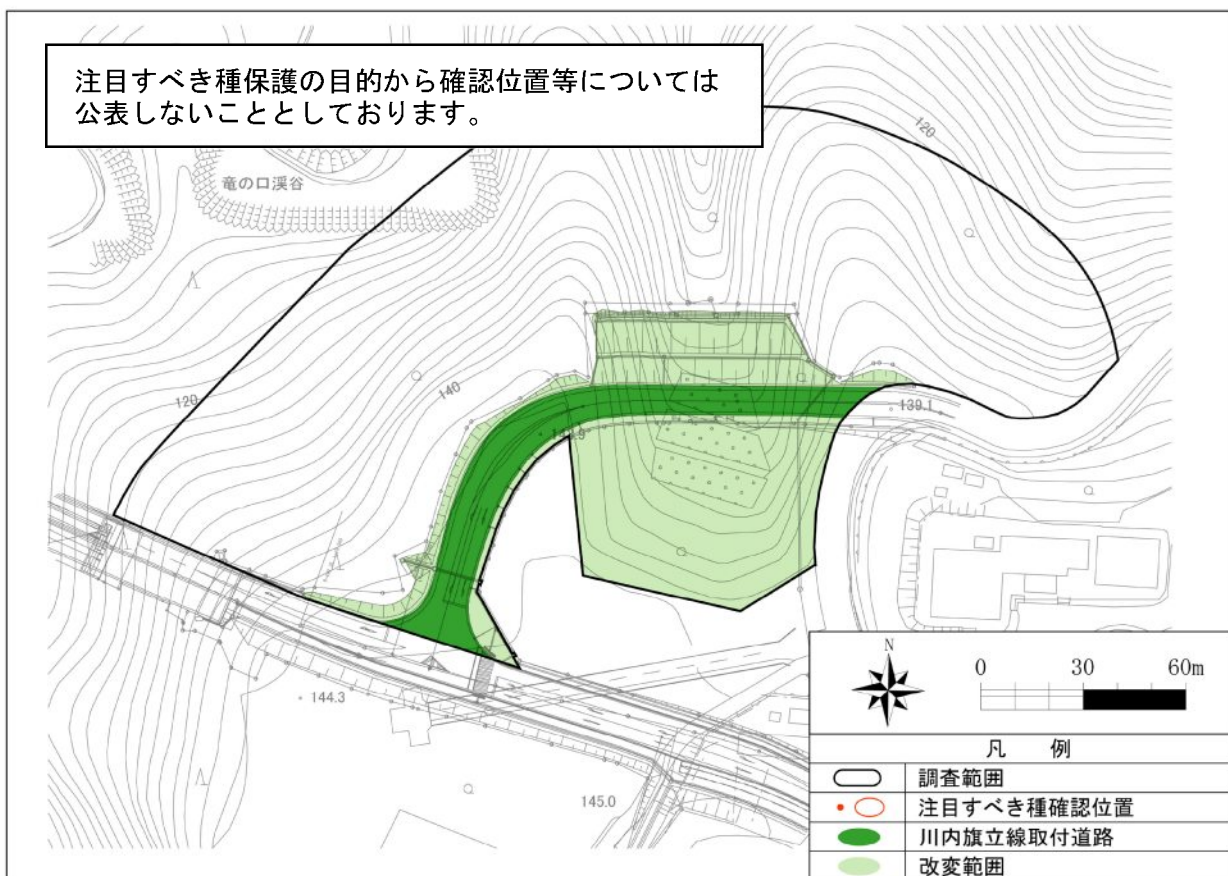 注目すべき種保護の目的から確認位置等については
公表しないこととしております。
120
竜の口渓谷
140
120
139.1
144.3
145.0
N
0 30 60m
凡 例
調査範囲
注目すべき種確認位置
川内旗立線取付道路
改変範囲